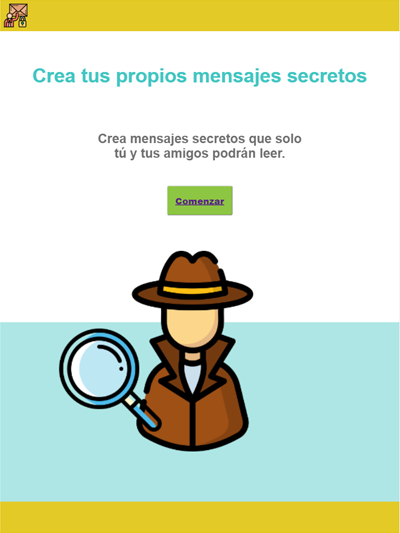 Crea tus propios mensajes secretos
Crea mensajes secretos que solo
tú y tus amigos podrán leer.
Comenzar